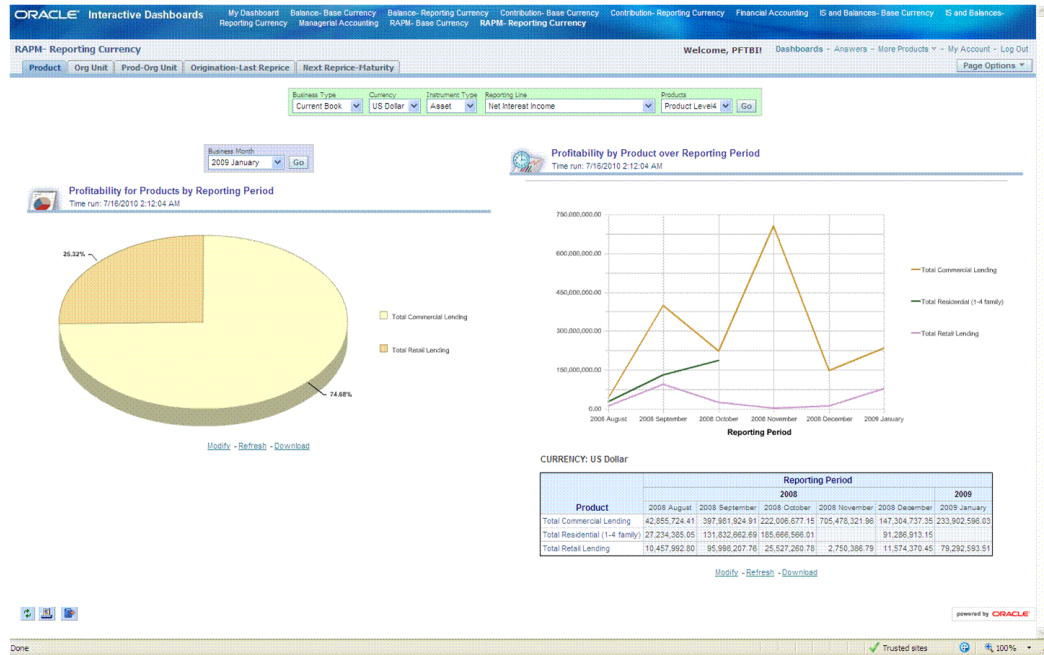 ORACLE Interactive Dashboards
My Dashboard Balance- Base Currency Balance- Reporting Currency Contribution- Base Currency Contribution- Reporting Currency Financial Accounting IS and Balances- Base Currency IS and Balances-
Reporting Currency Managerial Accounting RAPM- Base Currency RAPM- Reporting Currency
RAPM- Reporting Currency
Welcome, PFTBI! Dashboards - Answers - More Products - My Account - Log Out
Product Org Unit Prod-Org Unit Origination-Last Reprice Next Reprice-Maturity
Page Options
Business Type Currency Instrument Type Reporting Line Products
Current Book US Dollar Asset Net Interest Income Product Level4 Go
Business Month
2009 January Go
Profitability for Products by Reporting Period
Time run: 7/16/2010 2:12:04 AM
25.32%
74.68%
Total Commercial Lending
Total Retail Lending
Modify - Refresh - Download
Profitability by Product over Reporting Period
Time run: 7/16/2010 2:12:04 AM
750,000,000.00
600,000,000.00
450,000,000.00
300,000,000.00
150,000,000.00
0.00
2008 August 2008 September 2008 October 2008 November 2008 December 2009 January
Reporting Period
Total Commercial Lending
Total Residential (1-4 family)
Total Retail Lending
CURRENCY: US Dollar
Reporting Period
2008 2009
Product 2008 August 2008 September 2008 October 2008 November 2008 December 2009 January
Total Commercial Lending 42,855,724.41 397,981,924.91 222,006,677.15 705,478,321.96 147,304,737.35 233,902,596.03
Total Residential (1-4 family) 27,234,385.05 131,832,662.69 185,666,566.01 91,286,913.15
Total Retail Lending 10,457,992.80 95,998,207.76 25,527,260.78 2,750,386.79 11,574,370.45 79,292,593.51
Modify - Refresh - Download
powered by ORACLE
Done
Trusted sites
100%